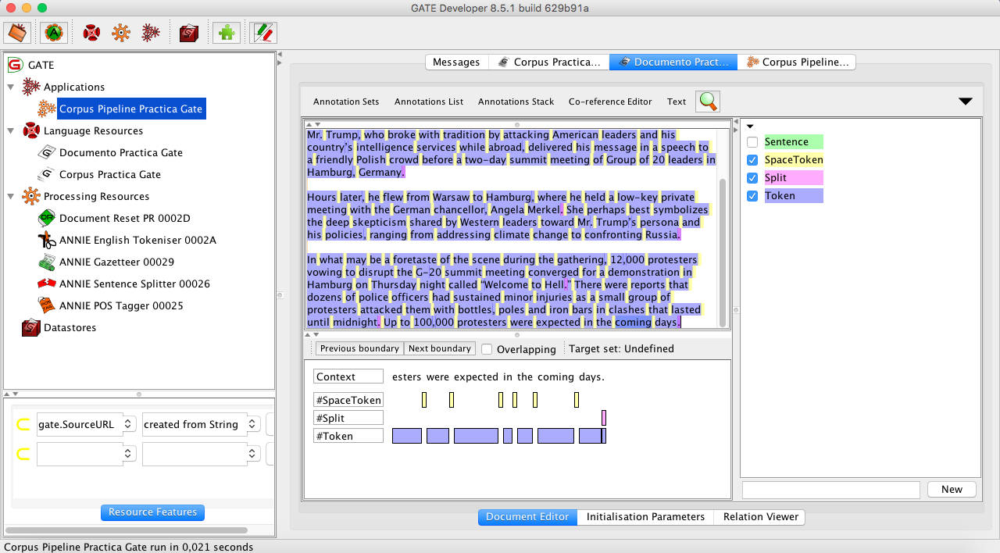 GATE Developer 8.5.1 build 629b91a
GATE
Applications
Corpus Pipeline Practica Gate
Language Resources
Documento Practica Gate
Corpus Practica Gate
Processing Resources
Document Reset PR 0002D
ANNIE English Tokeniser 0002A
ANNIE Gazetteer 00029
ANNIE Sentence Splitter 00026
ANNIE POS Tagger 00025
Datastores
gate.SourceURL created from String
Resource Features
Messages Corpus Practica... Documento Pract... Corpus Pipeline...
Annotation Sets Annotations List Annotations Stack Co-reference Editor Text
Mr. Trump, who broke with tradition by attacking American leaders and his
country's intelligence services while abroad, delivered his message in a speech to
a friendly Polish crowd before a two-day summit meeting of Group of 20 leaders in
Hamburg, Germany.
Hours later, he flew from Warsaw to Hamburg, where he held a low-key private
meeting with the German chancellor, Angela Merkel. She perhaps best symbolizes
the deep skepticism shared by Western leaders toward Mr. Trump's persona and
his policies, ranging from addressing climate change to confronting Russia.
In what may be a foretaste of the scene during the gathering, 12,000 protesters
vowing to disrupt the G-20 summit meeting converged for a demonstration in
Hamburg on Thursday night called “Welcome to Hell.” There were reports that
dozens of police officers had sustained minor injuries as a small group of
protesters attacked them with bottles, poles and iron bars in clashes that lasted
until midnight. Up to 100,000 protesters were expected in the coming days.
Previous boundary Next boundary Overlapping Target set: Undefined
Context esters were expected in the coming days.
#SpaceToken
#Split
#Token
Sentence
SpaceToken
Split
Token
New
Document Editor Initialisation Parameters Relation Viewer
Corpus Pipeline Practica Gate run in 0,021 seconds